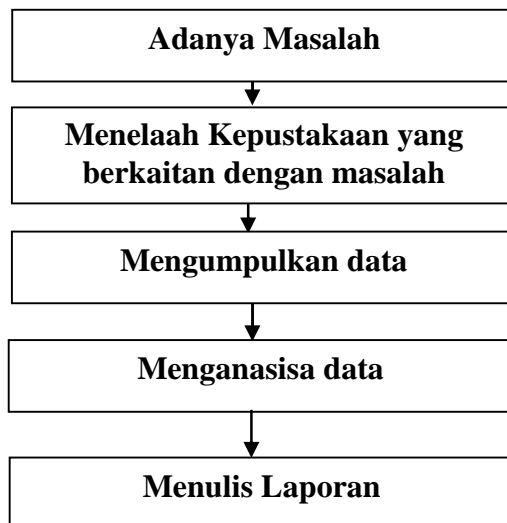 Adanya Masalah
Menelaah Kepustakaan yang
berkaitan dengan masalah
Mengumpulkan data
Menganasisa data
Menulis Laporan